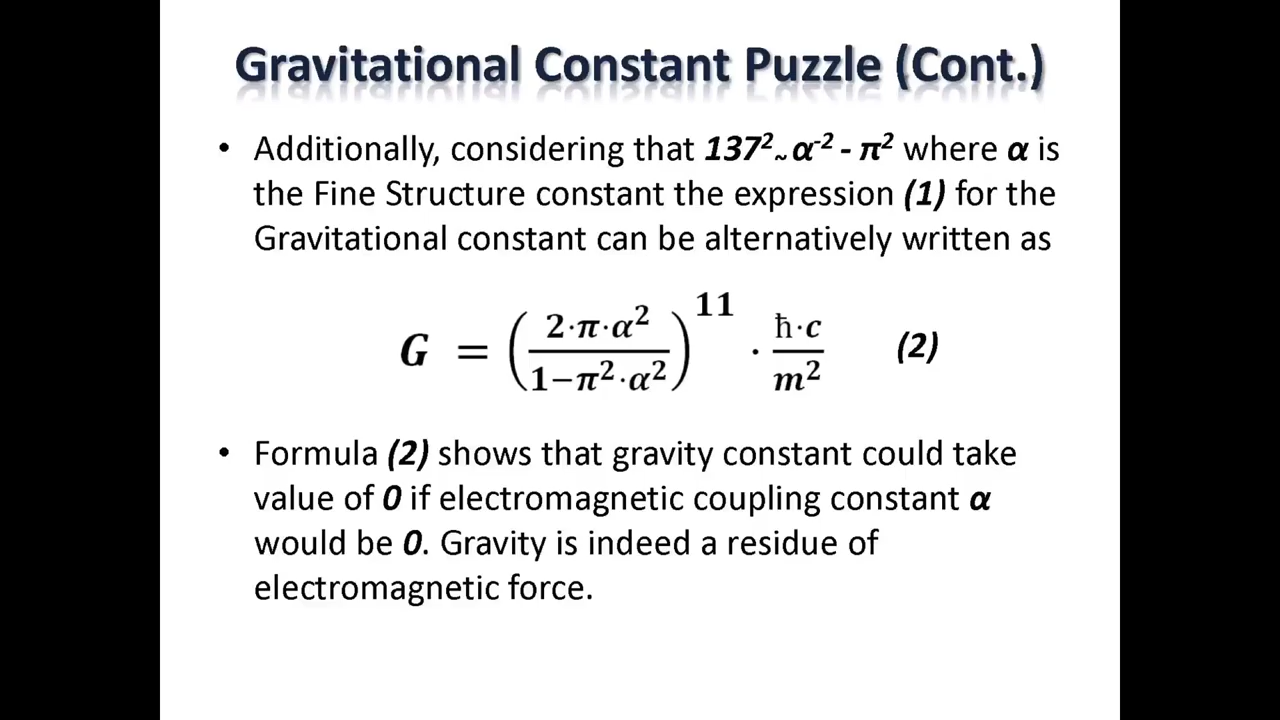 Gravitational Constant Puzzle (Cont.)
• Additionally, considering that 137² ~ α⁻² - π² where α is
the Fine Structure constant the expression (1) for the
Gravitational constant can be alternatively written as
G = (2·π·α² / 1−π²·α²)¹¹ · ħ·c / m² (2)
• Formula (2) shows that gravity constant could take
value of 0 if electromagnetic coupling constant α
would be 0. Gravity is indeed a residue of
electromagnetic force.